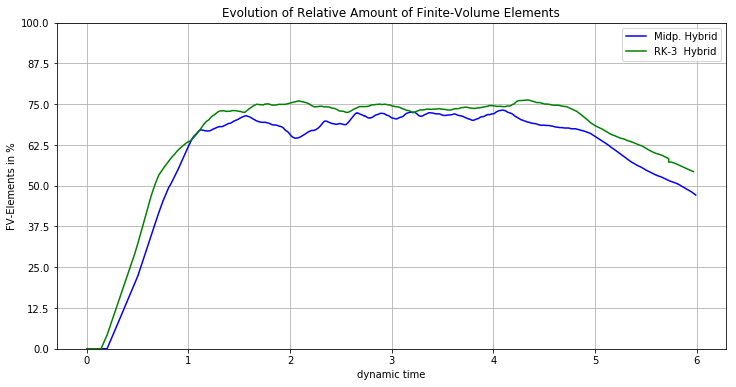 Evolution of Relative Amount of Finite-Volume Elements
100.0
87.5
75.0
62.5
50.0
37.5
25.0
12.5
0.0
FV-Elements in %
Midp. Hybrid
RK-3 Hybrid
0 1 2 3 4 5 6
dynamic time